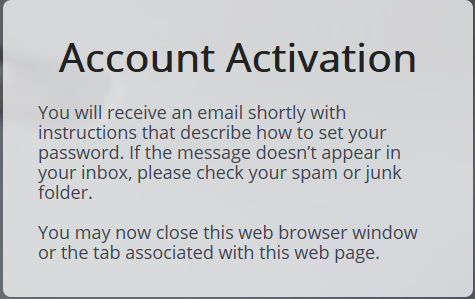 Account Activation
You will receive an email shortly with
instructions that describe how to set your
password. If the message doesn’t appear in
your inbox, please check your spam or junk
folder.
You may now close this web browser window
or the tab associated with this web page.